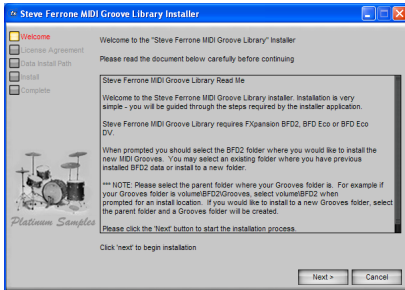 Steve Ferrone MIDI Groove Library Installer
Welcome
License Agreement
Data Install Path
Install
Complete
Platinum Samples
Welcome to the "Steve Ferrone MIDI Groove Library" Installer
Please read the document below carefully before continuing
Steve Ferrone MIDI Groove Library Read Me
Welcome to the Steve Ferrone MIDI Groove Library installer. Installation is very
simple - you will be guided through the steps required by the installer application.
Steve Ferrone MIDI Groove Library requires FXpansion BFD2, BFD Eco or BFD Eco
DV.
When prompted you should select the BFD2 folder where you would like to install the
new MIDI Grooves. You may select an existing folder where you have previous
installed BFD2 data or install to a new folder.
*** NOTE: Please select the parent folder where your Grooves folder is. For example if
your Grooves folder is volume\BFD2\Grooves, select volume\BFD2 when
prompted for an install location. If you would like to install to a new Grooves folder, select
the parent folder and a Grooves folder will be created.
Please click the 'Next' button to start the installation process.
Click 'next' to begin installation
Next >
Cancel